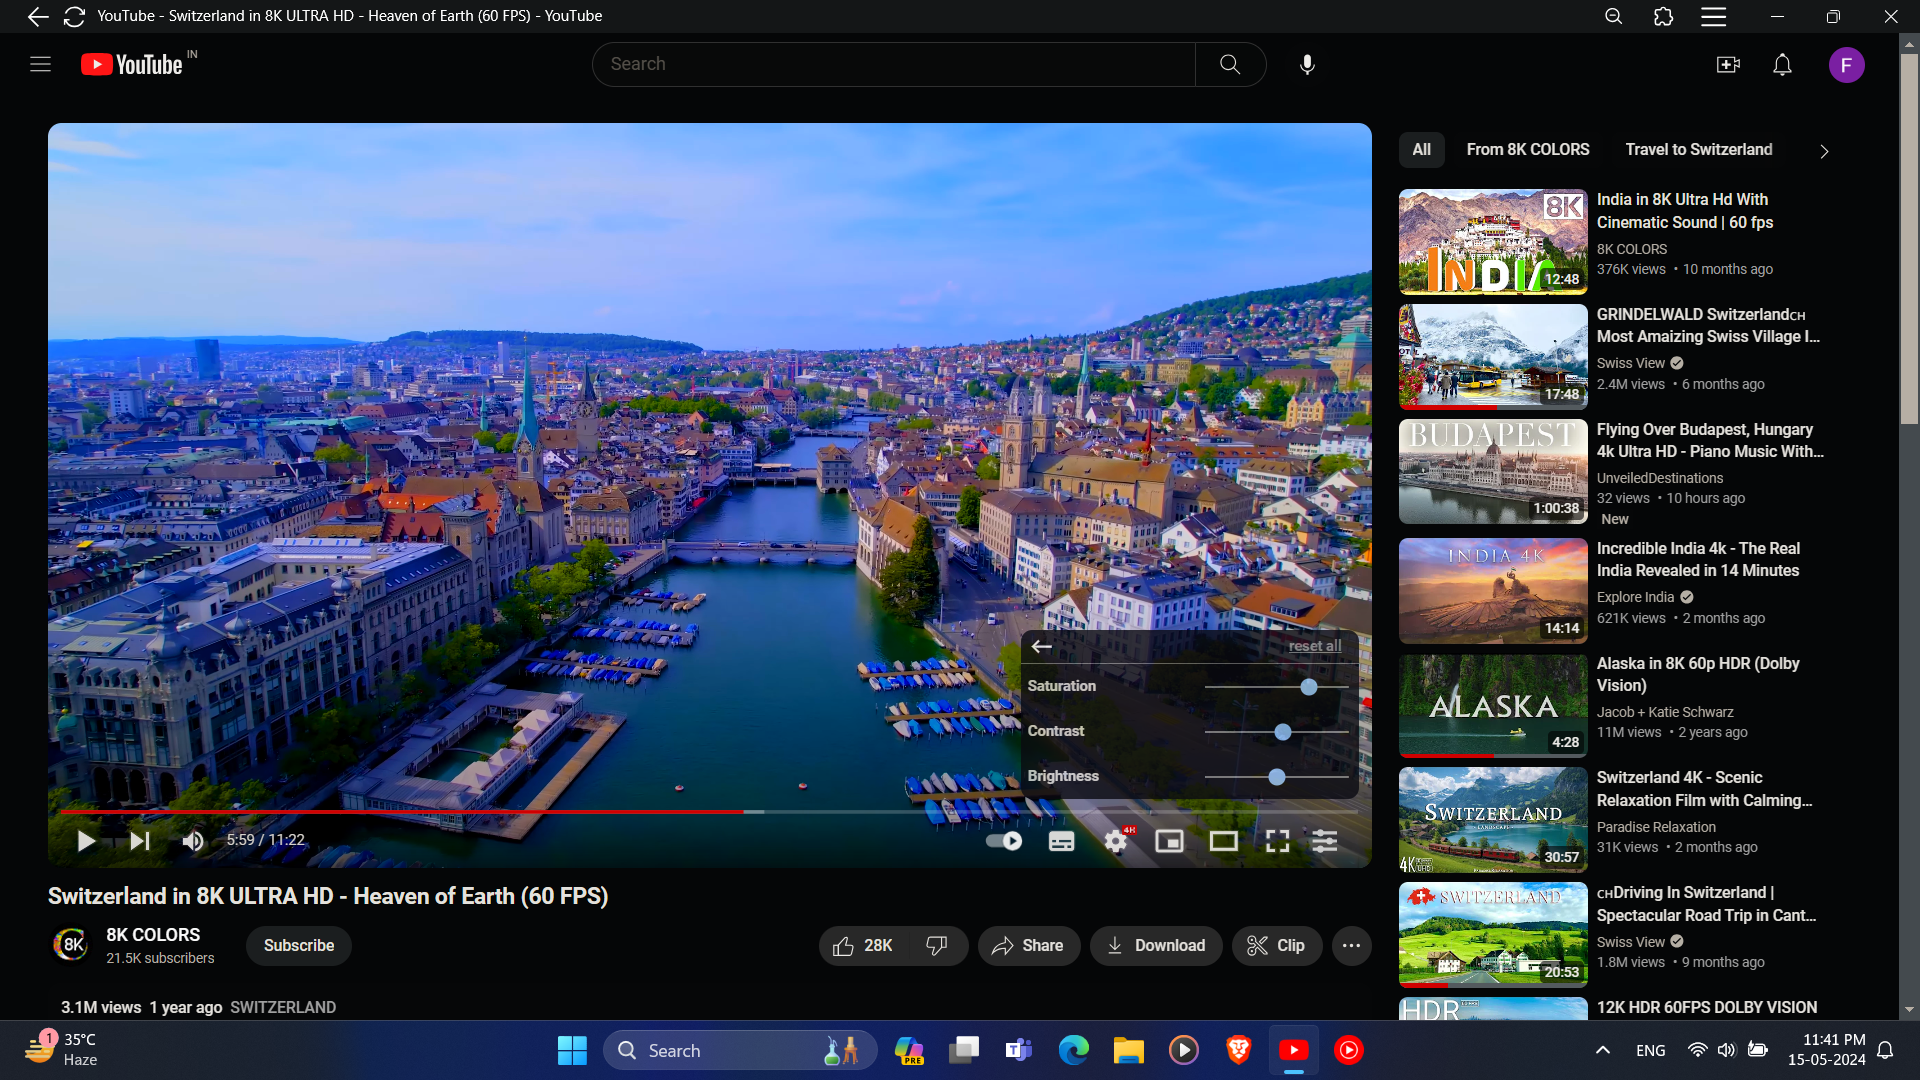 YouTube - Switzerland in 8K ULTRA HD - Heaven of Earth (60 FPS) - YouTube
YouTube IN
Search
F
All
From 8K COLORS
Travel to Switzerland
8K
INDIA
12:48
India in 8K Ultra Hd With
Cinematic Sound | 60 fps
8K COLORS
376K views • 10 months ago
17:48
GRINDELWALD SwitzerlandCH
Most Amaizing Swiss Village I...
Swiss View
2.4M views • 6 months ago
BUDAPEST
1:00:38
Flying Over Budapest, Hungary
4k Ultra HD - Piano Music With...
UnveiledDestinations
32 views • 10 hours ago
New
INDIA 4K
14:14
Incredible India 4k - The Real
India Revealed in 14 Minutes
Explore India
621K views • 2 months ago
ALASKA
4:28
Alaska in 8K 60p HDR (Dolby
Vision)
Jacob + Katie Schwarz
11M views • 2 years ago
SWITZERLAND
4K
30:57
Switzerland 4K - Scenic
Relaxation Film with Calming...
Paradise Relaxation
31K views • 2 months ago
SWITZERLAND
20:53
CHDriving In Switzerland |
Spectacular Road Trip in Cant...
Swiss View
1.8M views • 9 months ago
HDR
12K HDR 60FPS DOLBY VISION
reset all
Saturation
Contrast
Brightness
5:59 / 11:22
4H
Switzerland in 8K ULTRA HD - Heaven of Earth (60 FPS)
8K
8K COLORS
21.5K subscribers
Subscribe
28K
Share
Download
Clip
3.1M views 1 year ago SWITZERLAND
1
35°C
Haze
Search
PRE
ENG
11:41 PM
15-05-2024